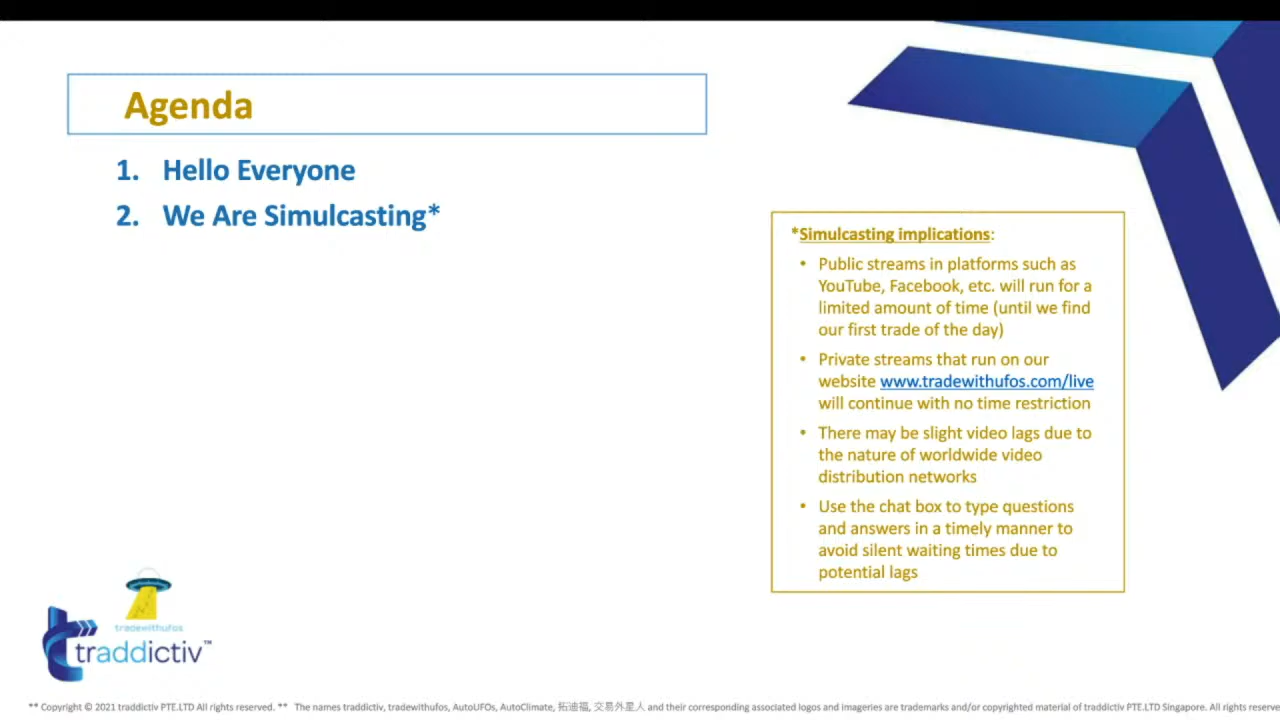 Agenda
1. Hello Everyone
2. We Are Simulcasting*
*Simulcasting implications:
• Public streams in platforms such as
YouTube, Facebook, etc. will run for a
limited amount of time (until we find
our first trade of the day)
• Private streams that run on our
website www.tradewithufos.com/live
will continue with no time restriction
• There may be slight video lags due to
the nature of worldwide video
distribution networks
• Use the chat box to type questions
and answers in a timely manner to
avoid silent waiting times due to
potential lags
tradewithufos
traddictiv™
** Copyright © 2021 traddictiv PTE.LTD All rights reserved. ** The names traddictiv, tradewithufos, AutoUFOs, AutoClimate, 拓迪福, 交易外星人 and their corresponding associated logos and imageries are trademarks and/or copyrighted material of traddictiv PTE.LTD Singapore. All rights reserve